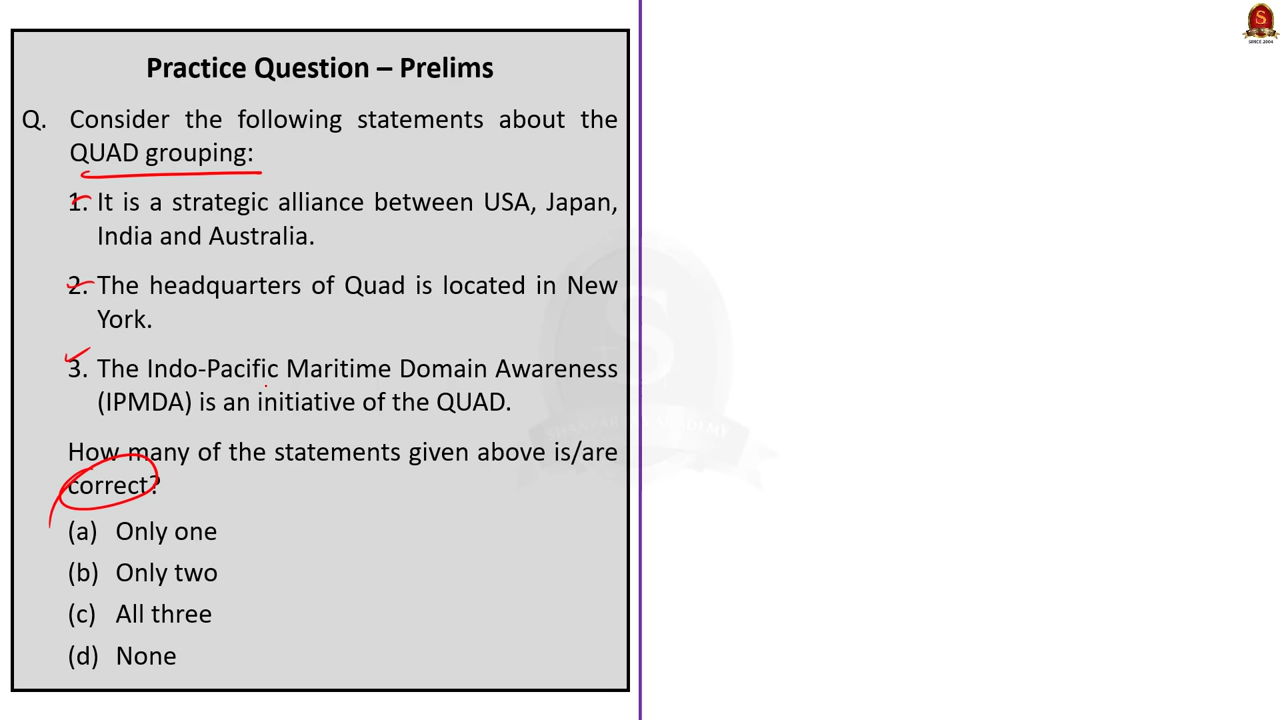 S
SINCE 2004
Practice Question – Prelims
Q. Consider the following statements about the
QUAD grouping:
1. It is a strategic alliance between USA, Japan,
India and Australia.
2. The headquarters of Quad is located in New
York.
3. The Indo-Pacific Maritime Domain Awareness
(IPMDA) is an initiative of the QUAD.
How many of the statements given above is/are
correct?
(a) Only one
(b) Only two
(c) All three
(d) None